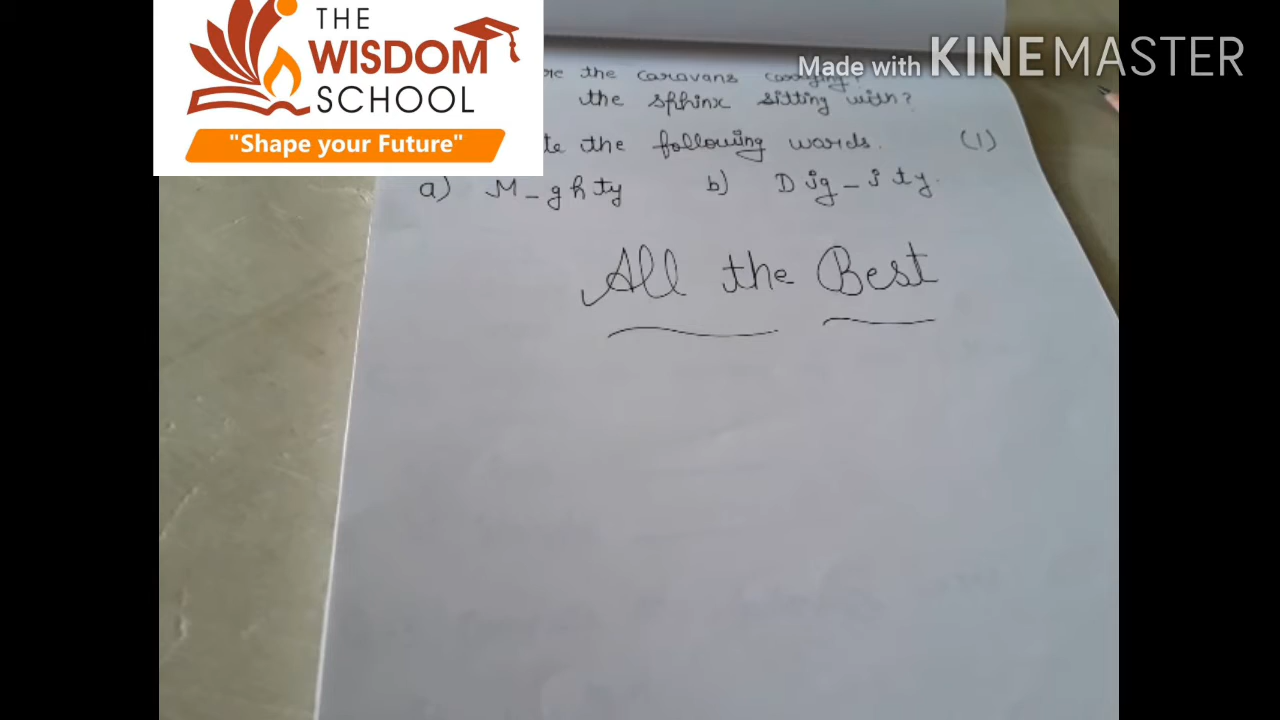 THE
WISDOM
SCHOOL
"Shape your Future"
Made with KINEMASTER
the caravans carrying?
the sphinx sitting with?
te the following words. (1)
a) M_ghty b) Dig_ity.
All the Best